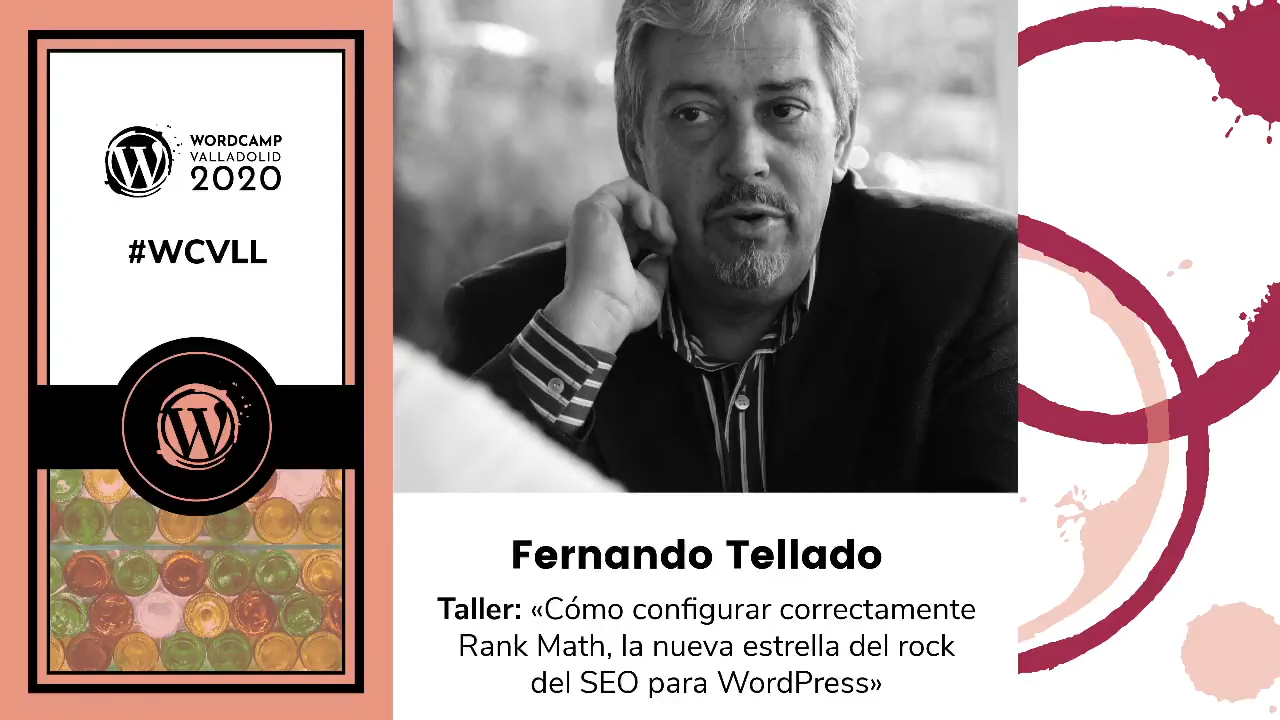 WORDCAMP
VALLADOLID
2020
#WCVLL
Fernando Tellado
Taller: «Cómo configurar correctamente
Rank Math, la nueva estrella del rock
del SEO para WordPress»